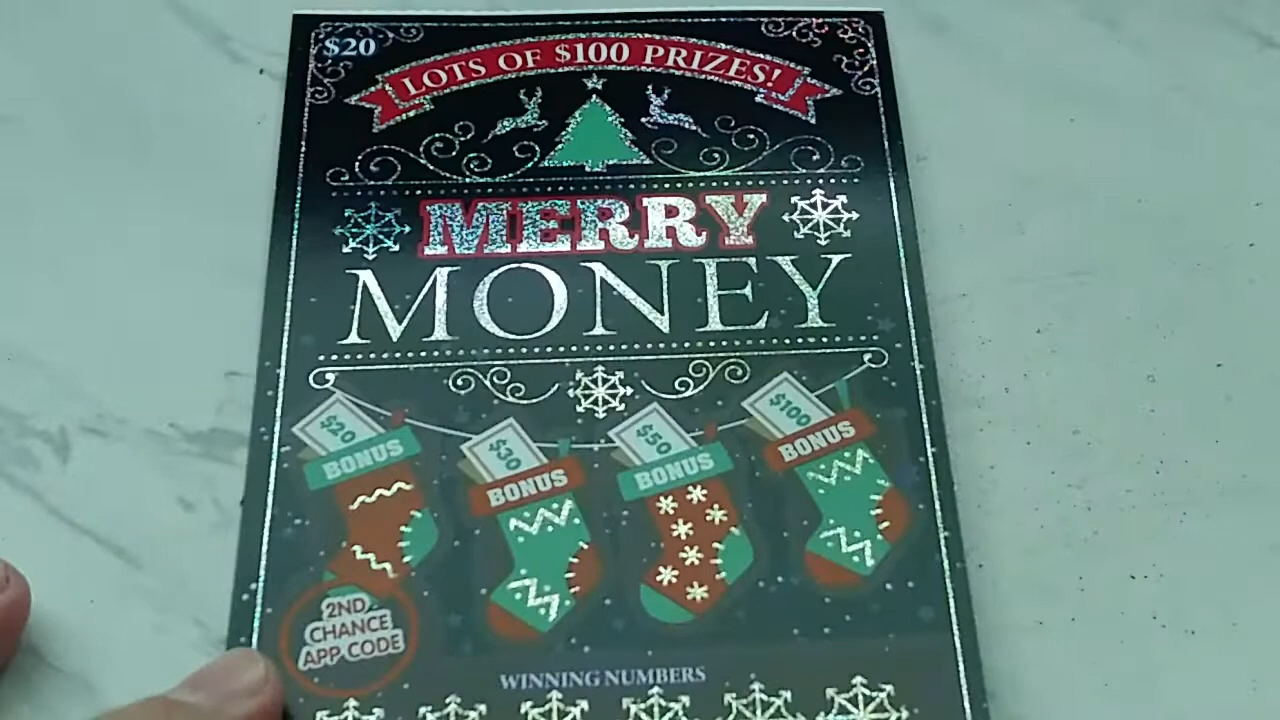 $20
LOTS OF $100 PRIZES!
MERRY
MONEY
$20
BONUS
$30
BONUS
$50
BONUS
$100
BONUS
2ND
CHANCE
APP CODE
WINNING NUMBERS